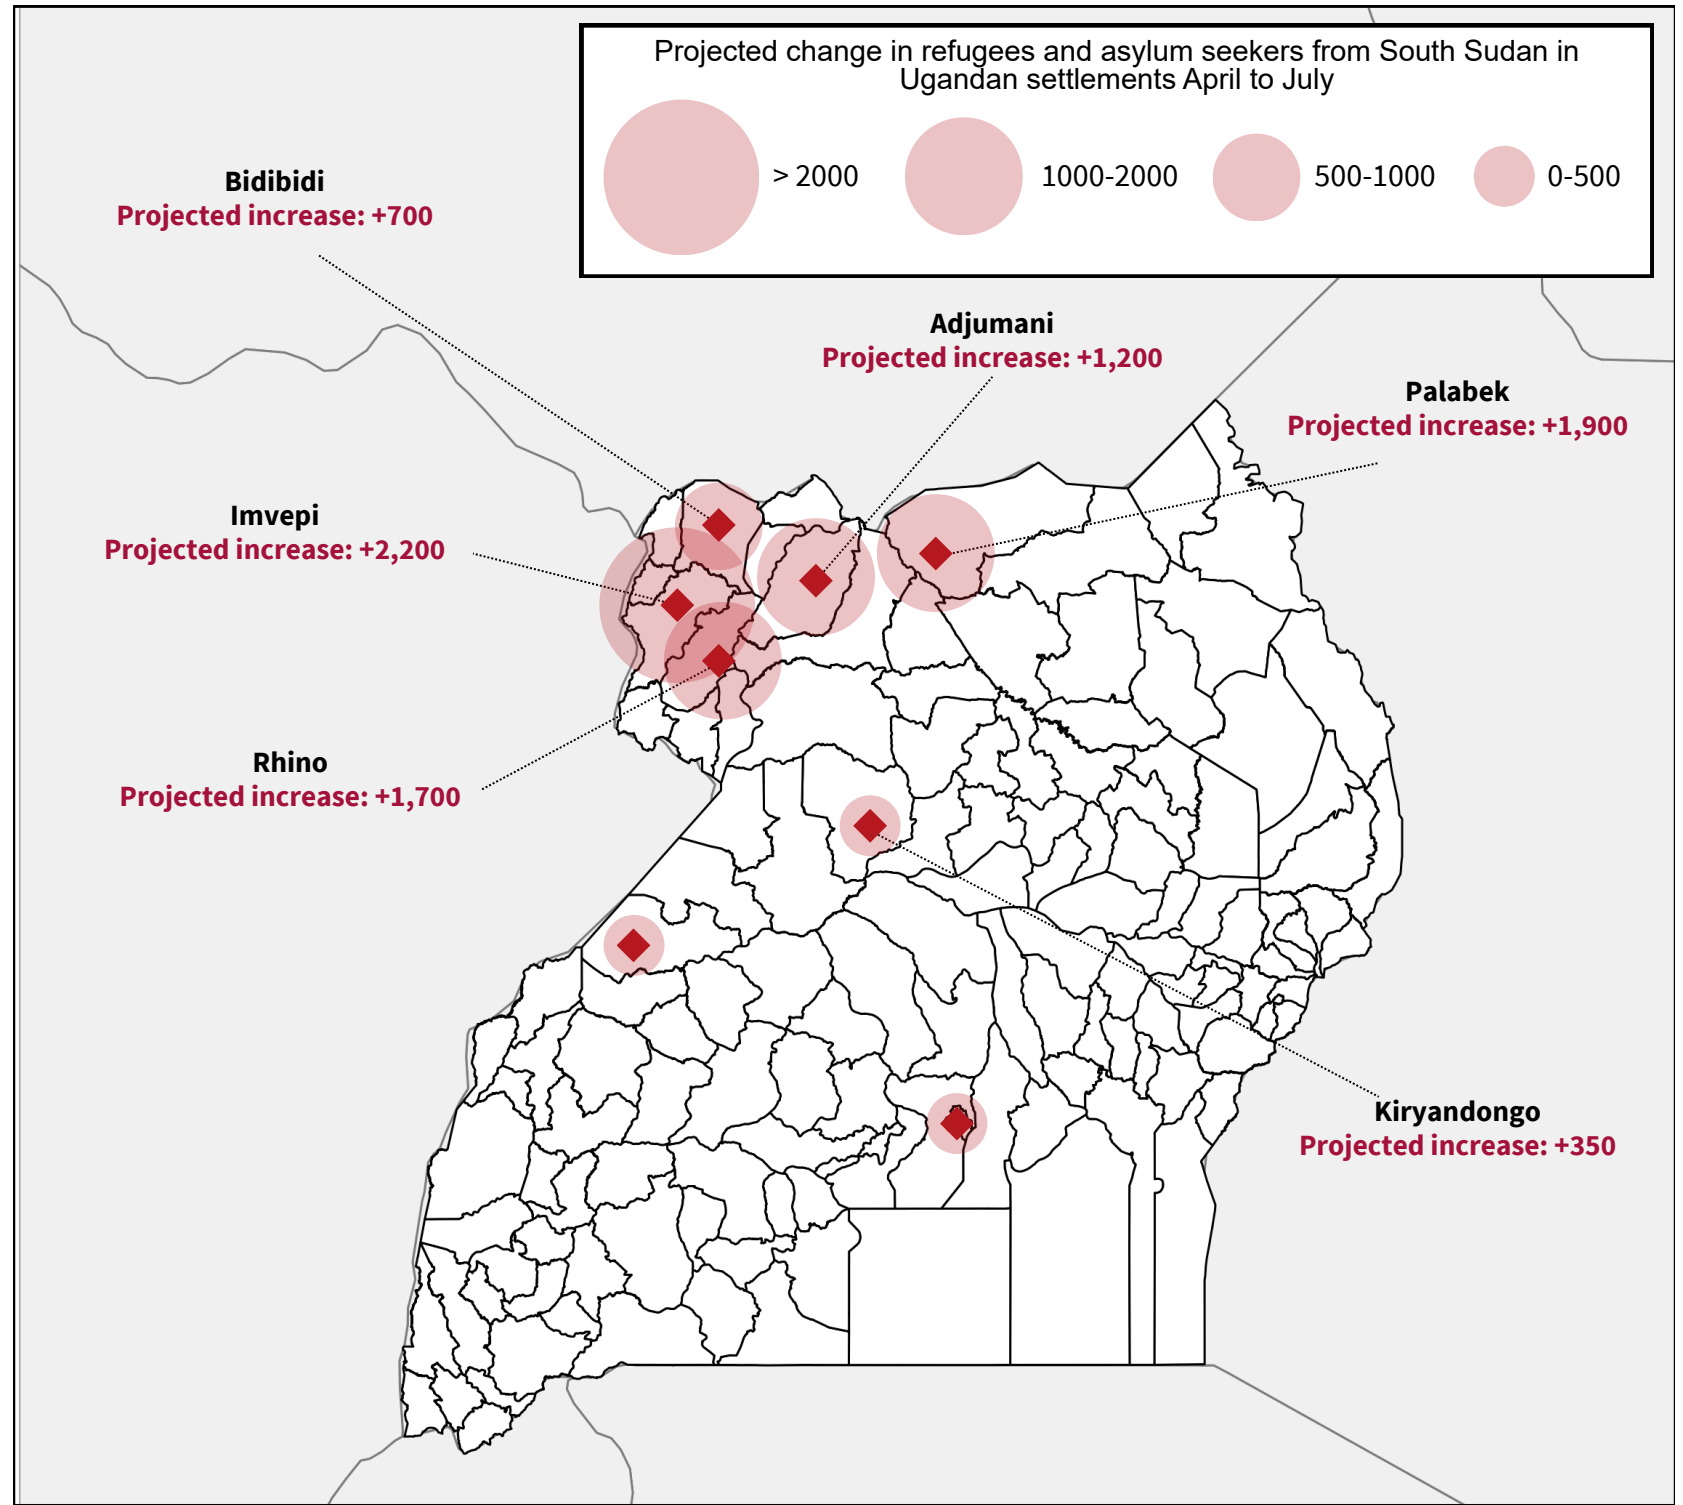 Projected change in refugees and asylum seekers from South Sudan in
Ugandan settlements April to July
> 2000
1000-2000
500-1000
0-500
Bidibidi
Projected increase: +700
Adjumani
Projected increase: +1,200
Palabek
Projected increase: +1,900
Imvepi
Projected increase: +2,200
Rhino
Projected increase: +1,700
Kiryandongo
Projected increase: +350